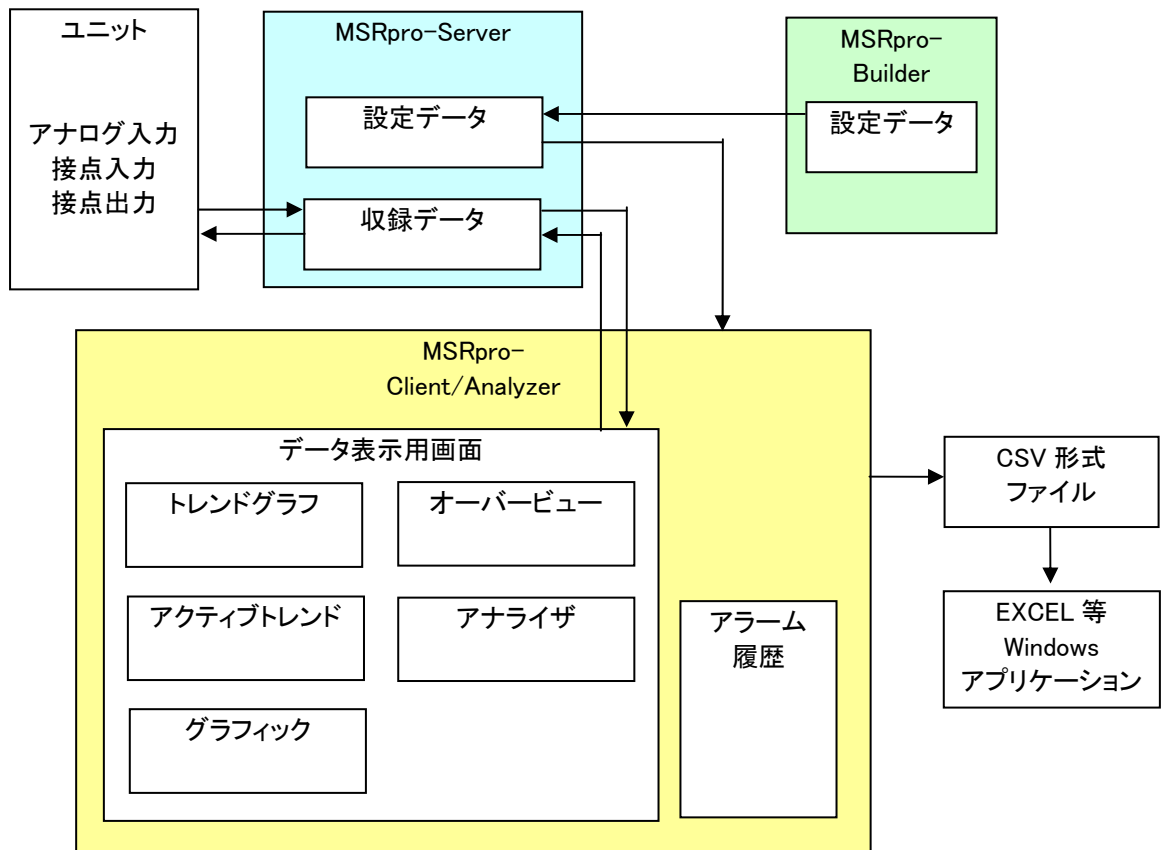 ユニット
アナログ入力
接点入力
接点出力
MSRpro-Server
設定データ
収録データ
MSRpro-
Builder
設定データ
MSRpro-
Client/Analyzer
データ表示用画面
トレンドグラフ
オーバービュー
アクティブトレンド
アナライザ
グラフィック
アラーム
履歴
CSV 形式
ファイル
EXCEL 等
Windows
アプリケーション